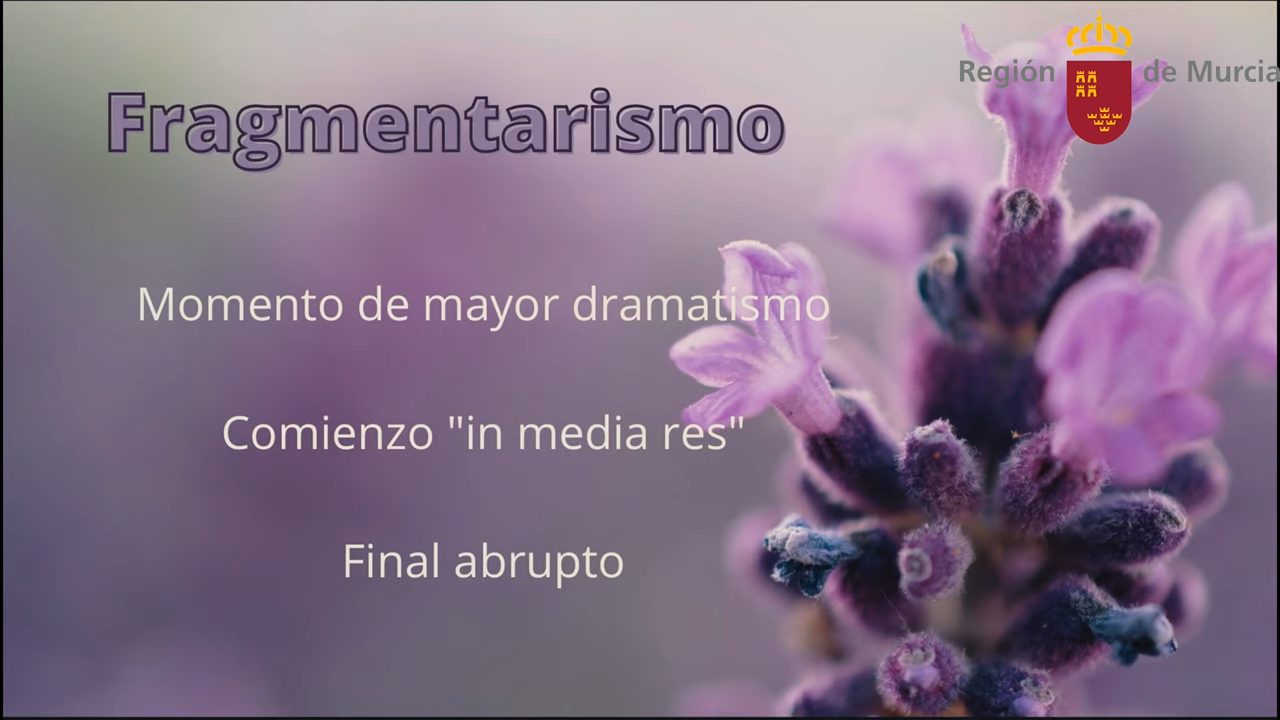 Región de Murcia
Fragmentarismo
Momento de mayor dramatismo
Comienzo "in media res"
Final abrupto